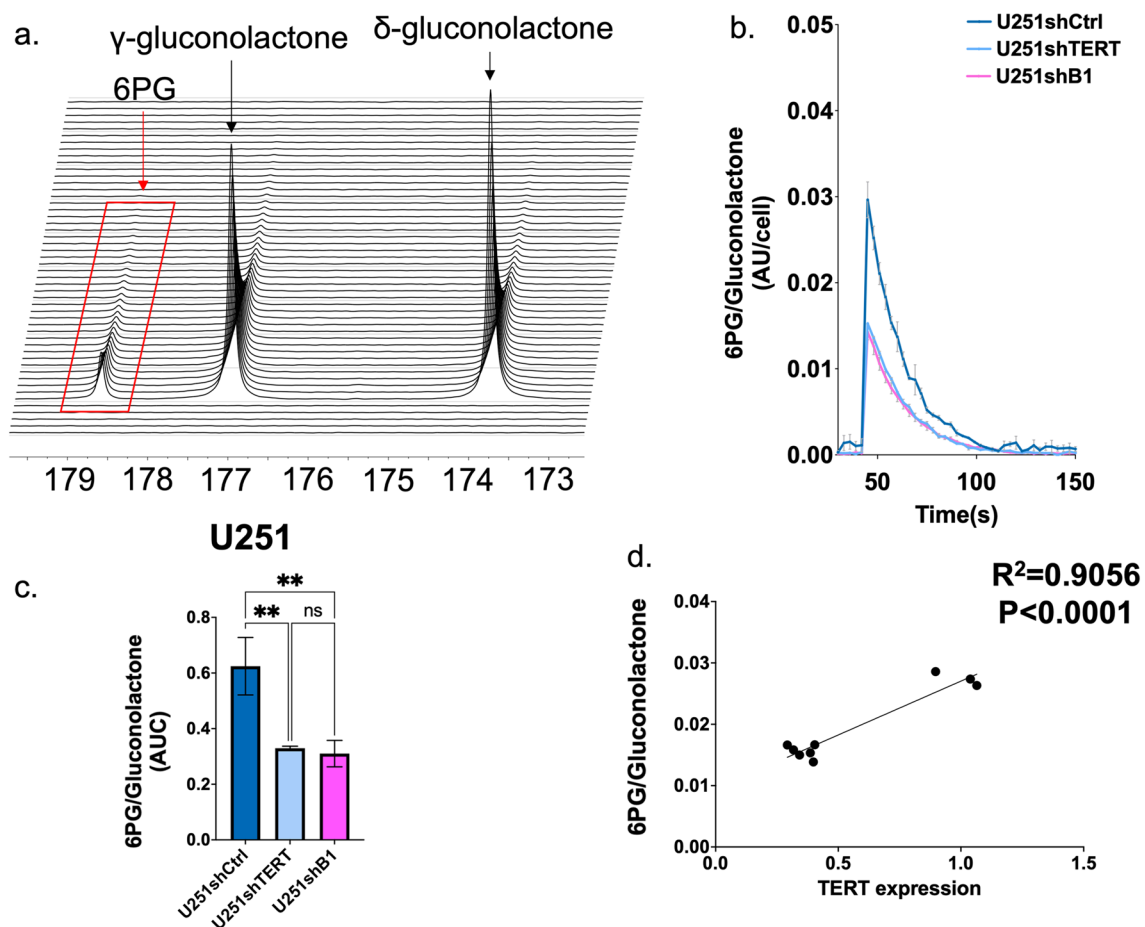 a.
γ-gluconolactone
δ-gluconolactone
6PG
179 178 177 176 175 174 173
b.
U251shCtrl
U251shTERT
U251shB1
6PG/Gluconolactone
(AU/cell)
0.05
0.04
0.03
0.02
0.01
0.00
50 100 150
Time(s)
U251
c.
6PG/Gluconolactone
(AUC)
**
** ns
0.8
0.6
0.4
0.2
0.0
U251shCtrl
U251shTERT
U251shB1
d.
R²=0.9056
P<0.0001
6PG/Gluconolactone
0.04
0.03
0.02
0.01
0.00
0.0 0.5 1.0 1.5
TERT expression